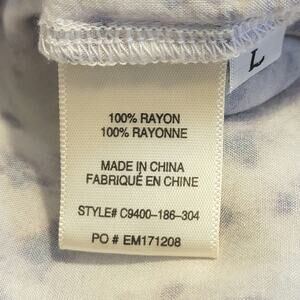 L
100% RAYON
100% RAYONNE
MADE IN CHINA
FABRIQUÉ EN CHINE
STYLE# C9400-186-304
PO # EM171208